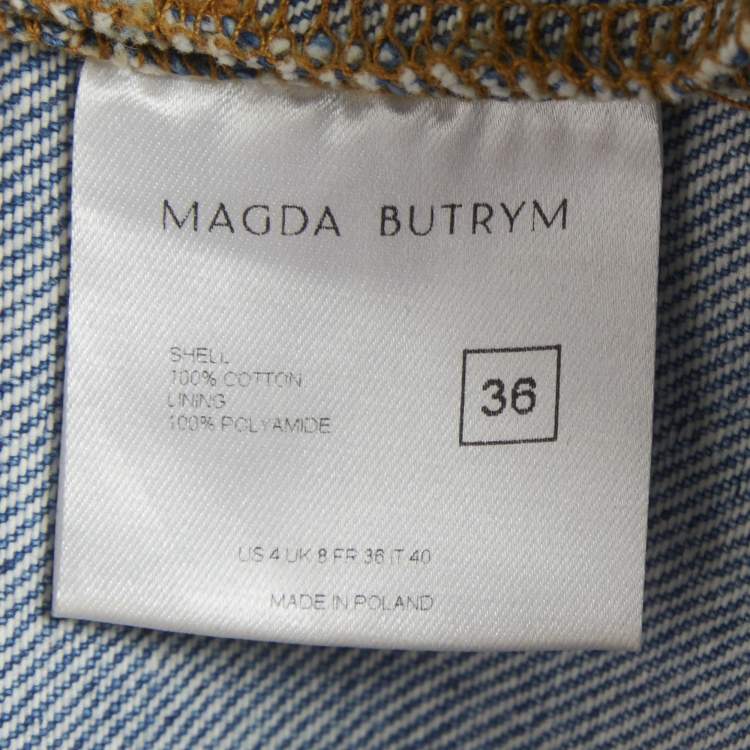 MAGDA BUTRYM
SHELL
100% COTTON
LINING
100% POLYAMIDE
36
US 4 UK 8 FR 36 IT 40
MADE IN POLAND